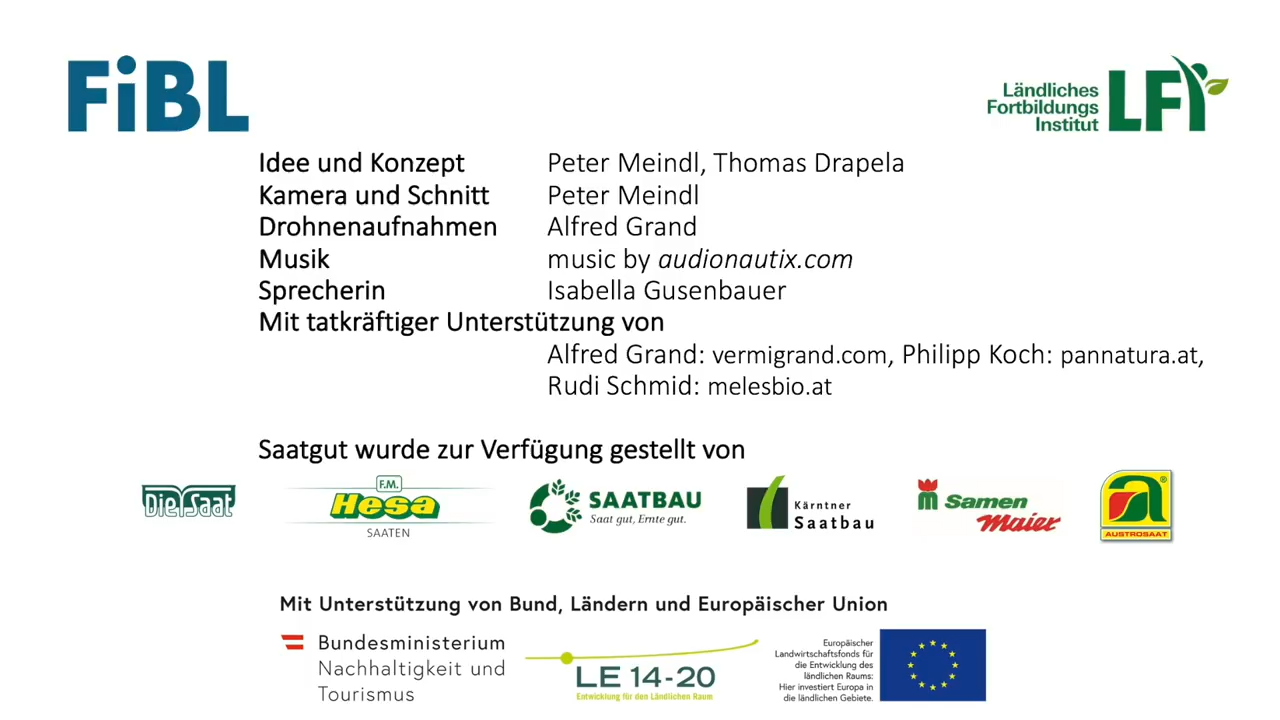 FiBL
Ländliches
Fortbildungs
Institut
LFI
Idee und Konzept Peter Meindl, Thomas Drapela
Kamera und Schnitt Peter Meindl
Drohnenaufnahmen Alfred Grand
Musik music by audionautix.com
Sprecherin Isabella Gusenbauer
Mit tatkräftiger Unterstützung von
Alfred Grand: vermigrand.com, Philipp Koch: pannatura.at,
Rudi Schmid: melesbio.at
Saatgut wurde zur Verfügung gestellt von
Die Saat
F.M.
Hesa
SAATEN
SAATBAU
Saat gut, Ernte gut.
Kärntner
Saatbau
Samen
Maier
®
AUSTROSAAT
Mit Unterstützung von Bund, Ländern und Europäischer Union
Bundesministerium
Nachhaltigkeit und
Tourismus
LE 14-20
Entwicklung für den Ländlichen Raum
Europäischer
Landwirtschaftsfonds für
die Entwicklung des
ländlichen Raums:
Hier investiert Europa in
die ländlichen Gebiete.